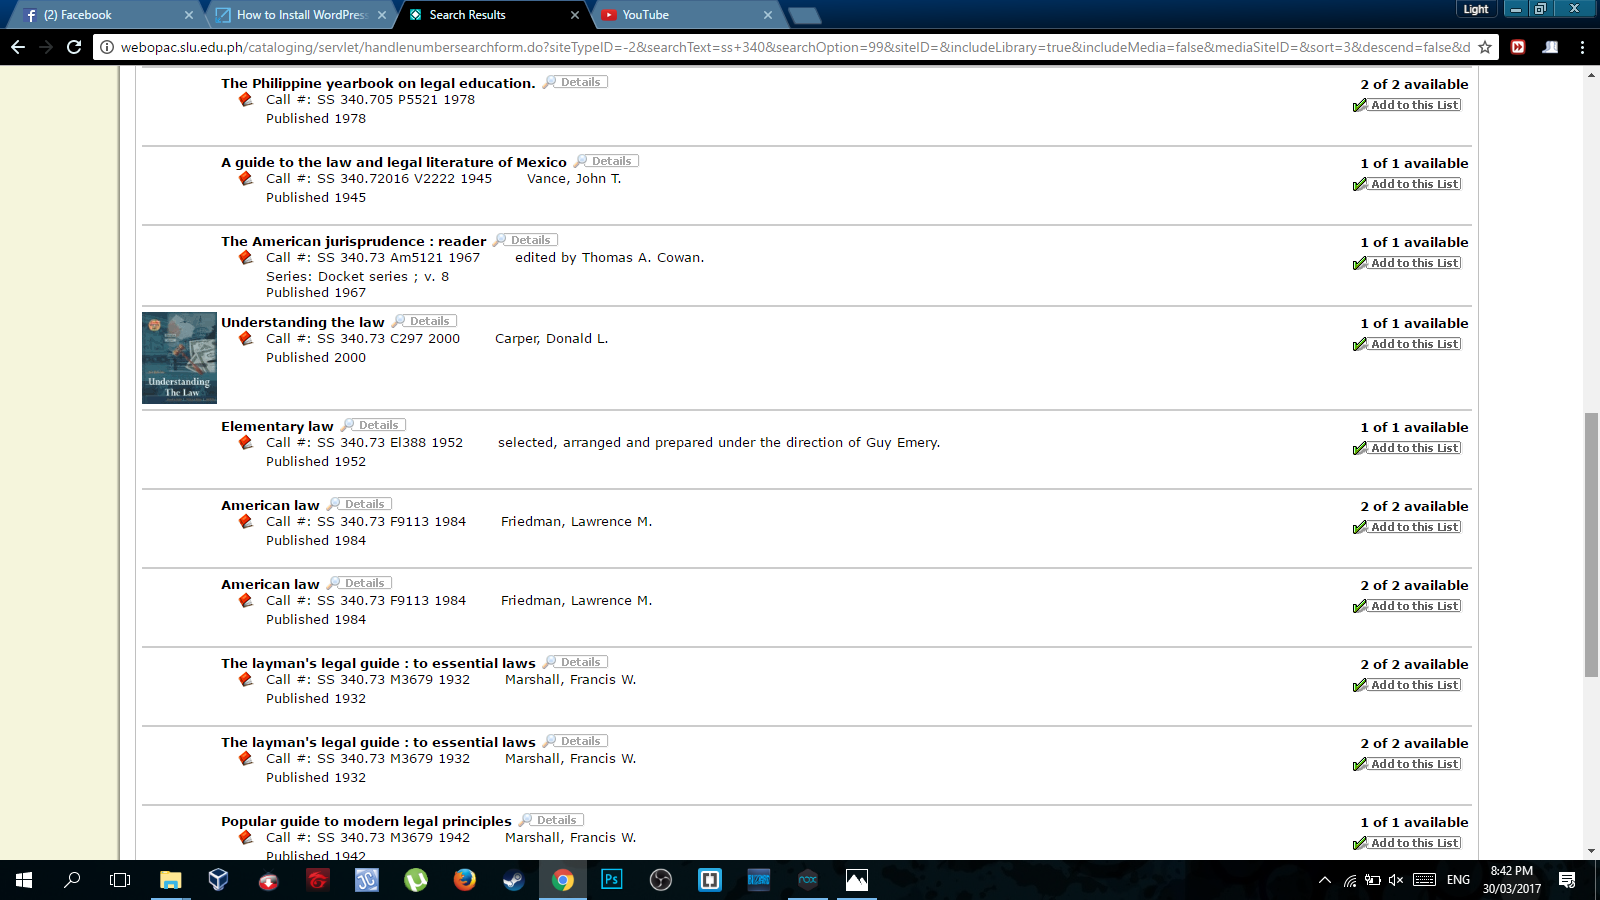 (2) Facebook
How to Install WordPress
Search Results
YouTube
Light
webopac.slu.edu.ph/cataloging/servlet/handlenumbersearchform.do?siteTypeID=-2&searchText=ss+340&searchOption=99&siteID=&includeLibrary=true&includeMedia=false&mediaSiteID=&sort=3&descend=false&d
The Philippine yearbook on legal education. Details 2 of 2 available
Call #: SS 340.705 P5521 1978 Add to this List
Published 1978
A guide to the law and legal literature of Mexico Details 1 of 1 available
Call #: SS 340.72016 V2222 1945 Vance, John T. Add to this List
Published 1945
The American jurisprudence : reader Details 1 of 1 available
Call #: SS 340.73 Am5121 1967 edited by Thomas A. Cowan. Add to this List
Series: Docket series ; v. 8
Published 1967
Understanding the law Details 1 of 1 available
Call #: SS 340.73 C297 2000 Carper, Donald L. Add to this List
Published 2000
Understanding
The Law
Elementary law Details 1 of 1 available
Call #: SS 340.73 El388 1952 selected, arranged and prepared under the direction of Guy Emery. Add to this List
Published 1952
American law Details 2 of 2 available
Call #: SS 340.73 F9113 1984 Friedman, Lawrence M. Add to this List
Published 1984
American law Details 2 of 2 available
Call #: SS 340.73 F9113 1984 Friedman, Lawrence M. Add to this List
Published 1984
The layman's legal guide : to essential laws Details 2 of 2 available
Call #: SS 340.73 M3679 1932 Marshall, Francis W. Add to this List
Published 1932
The layman's legal guide : to essential laws Details 2 of 2 available
Call #: SS 340.73 M3679 1932 Marshall, Francis W. Add to this List
Published 1932
Popular guide to modern legal principles Details 1 of 1 available
Call #: SS 340.73 M3679 1942 Marshall, Francis W. Add to this List
Published 1942
Ps
nox
ENG
8:42 PM
30/03/2017